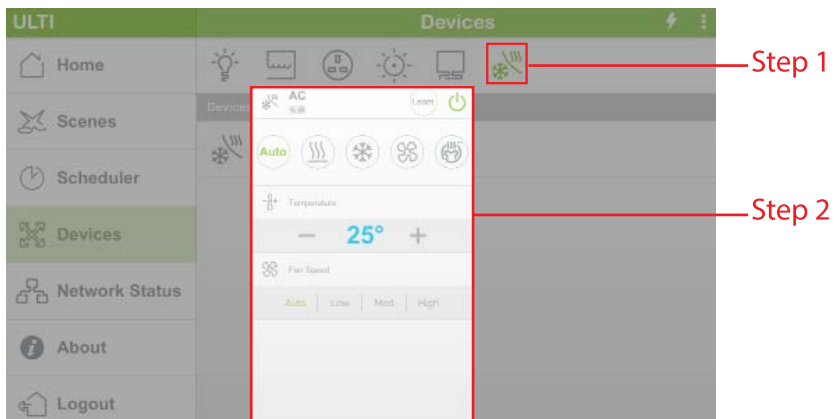 ULTI
Devices
Home
Scenes
Scheduler
Devices
Network Status
About
Logout
Devices
AC
Learn
Auto
Temperature
25°
Fan Speed
Auto | Low | Med | High
Step 1
Step 2